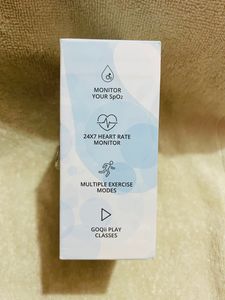 MONITOR
YOUR SpO2
24X7 HEART RATE
MONITOR
MULTIPLE EXERCISE
MODES
GOQii PLAY
CLASSES